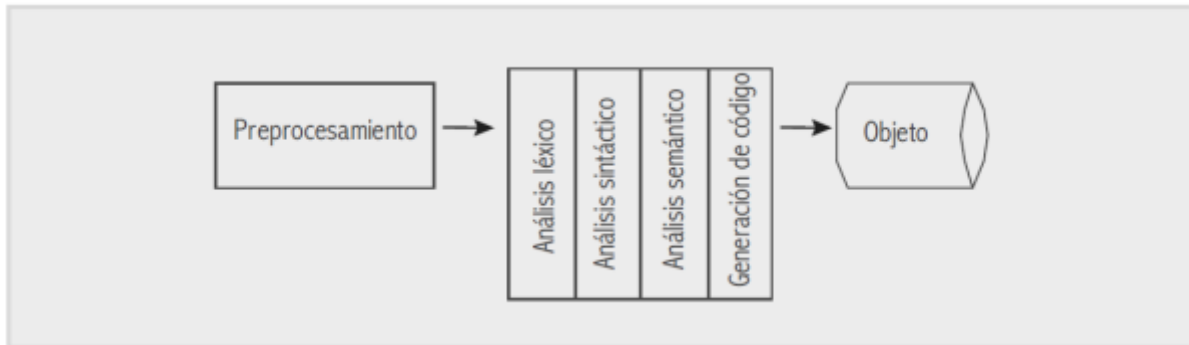 Preprocesamiento
Análisis léxico
Análisis sintáctico
Análisis semántico
Generación de código
Objeto